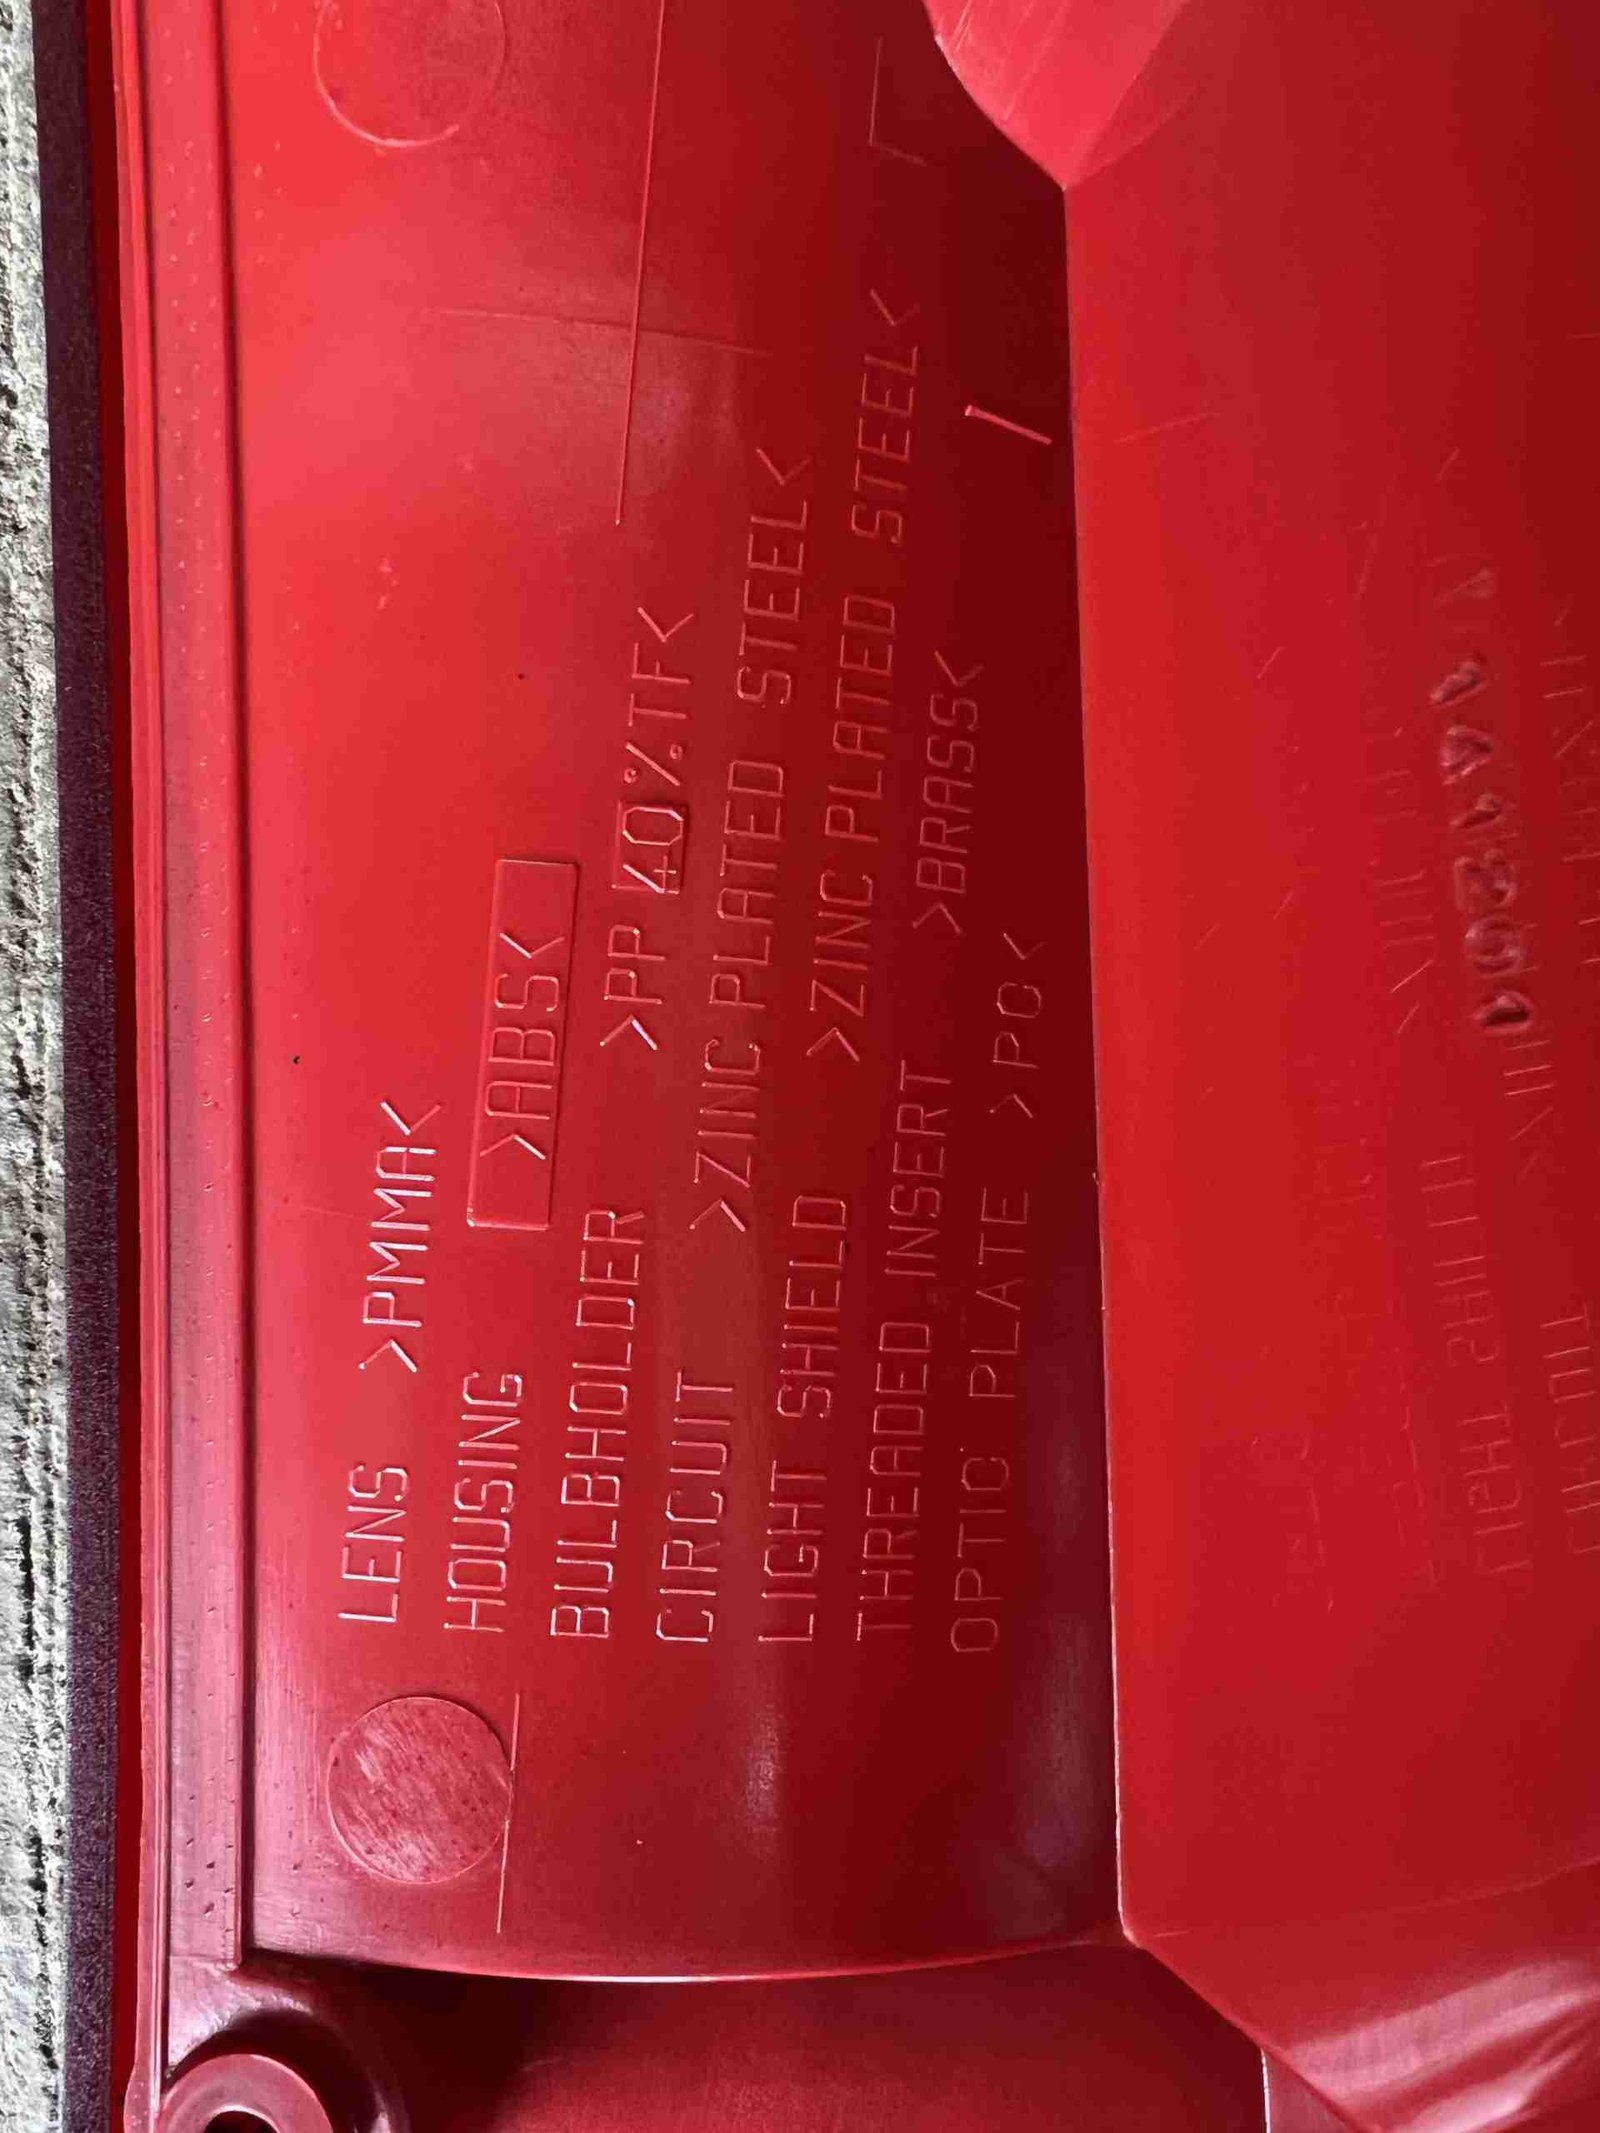 LENS >PMMA<
HOUSING >ABS<
BULBHOLDER >PP 40%TF<
CIRCUIT >ZINC PLATED STEEL<
LIGHT SHIELD >ZINC PLATED STEEL<
THREADED INSERT >BRASS<
OPTIC PLATE >PC<